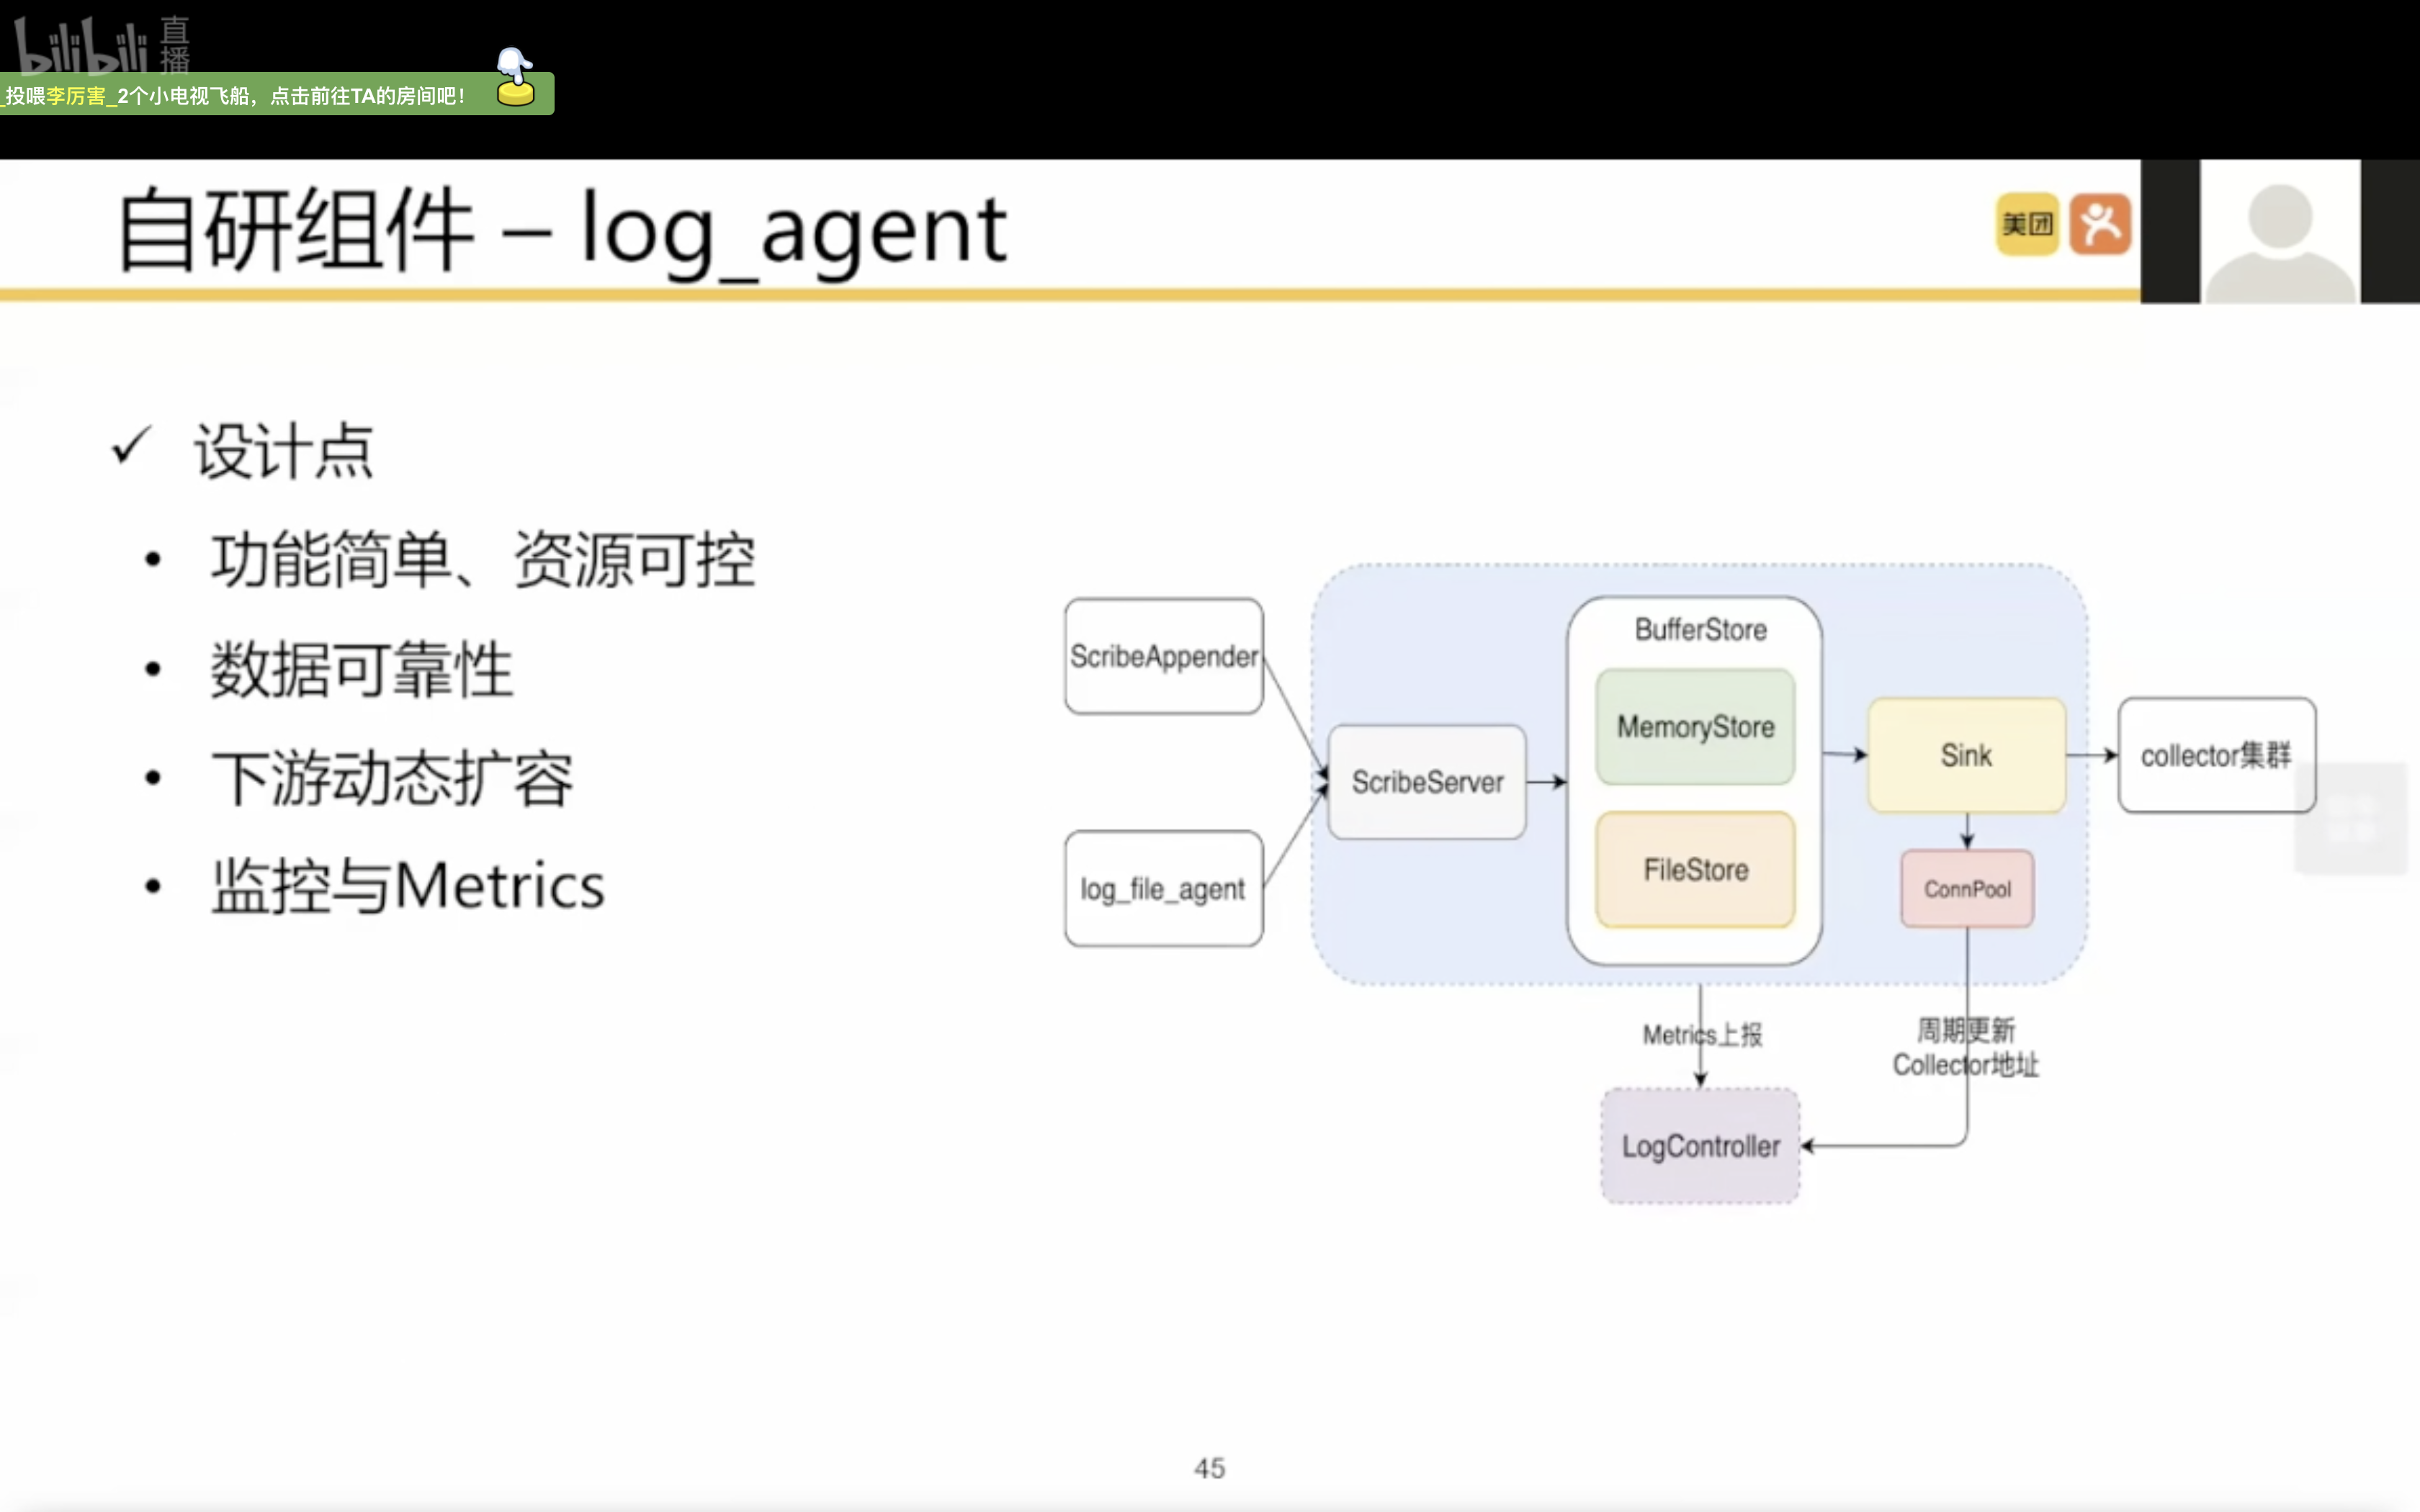 bilibili 直播
_投喂李厉害_2个小电视飞船，点击前往TA的房间吧！
自研组件 – log_agent
美团
✓ 设计点
• 功能简单、资源可控
• 数据可靠性
• 下游动态扩容
• 监控与Metrics
ScribeAppender
log_file_agent
ScribeServer
BufferStore
MemoryStore
FileStore
Sink
ConnPool
collector集群
Metrics上报
周期更新
Collector地址
LogController
45